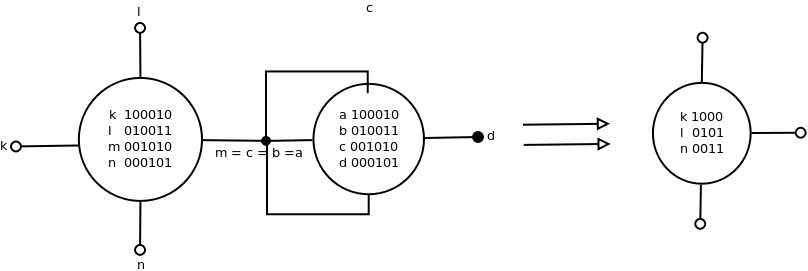 l
c
k 100010
l 010011
m 001010
n 000101
k
m = c = b =a
a 100010
b 010011
c 001010
d 000101
d
n
k 1000
l 0101
n 0011